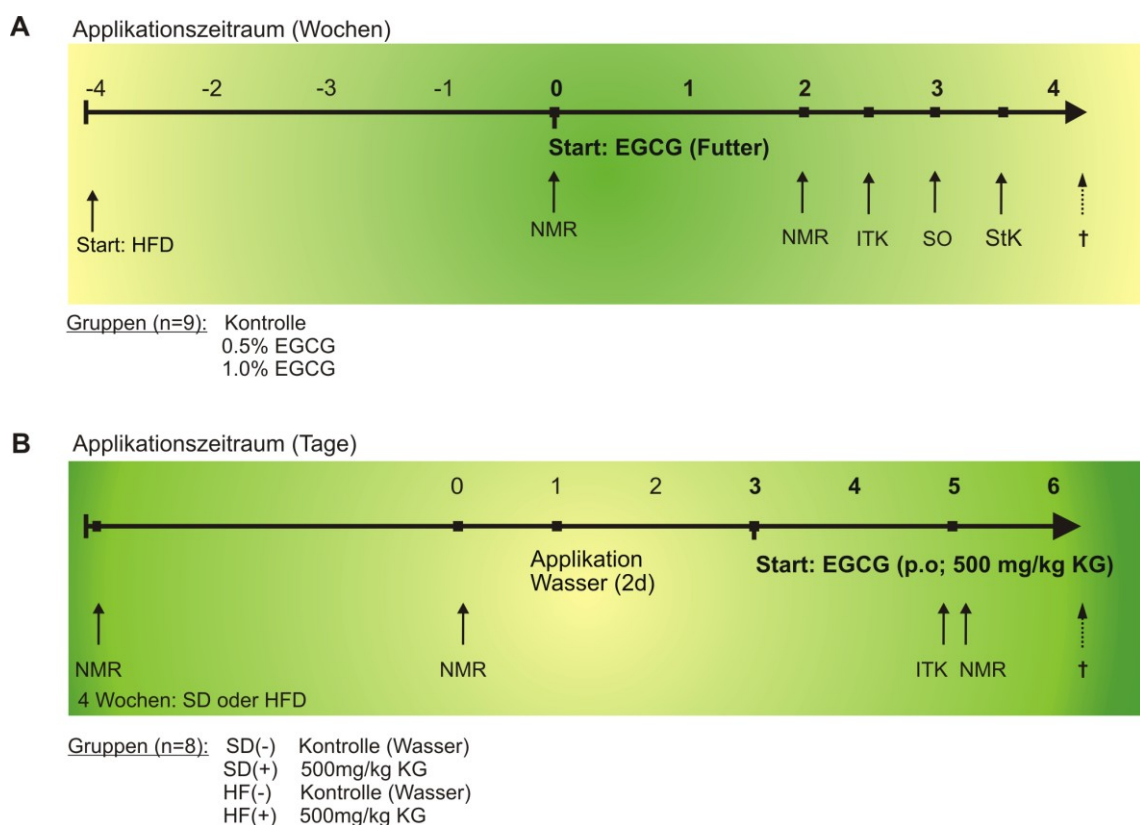 A
Applikationszeitraum (Wochen)
-4 -2 -3 -1 0 1 2 3 4
Start: EGCG (Futter)
Start: HFD
NMR NMR ITK SO StK †
Gruppen (n=9): Kontrolle
0.5% EGCG
1.0% EGCG
B
Applikationszeitraum (Tage)
0 1 2 3 4 5 6
Applikation
Wasser (2d)
Start: EGCG (p.o; 500 mg/kg KG)
NMR NMR ITK NMR †
4 Wochen: SD oder HFD
Gruppen (n=8): SD(-) Kontrolle (Wasser)
SD(+) 500mg/kg KG
HF(-) Kontrolle (Wasser)
HF(+) 500mg/kg KG